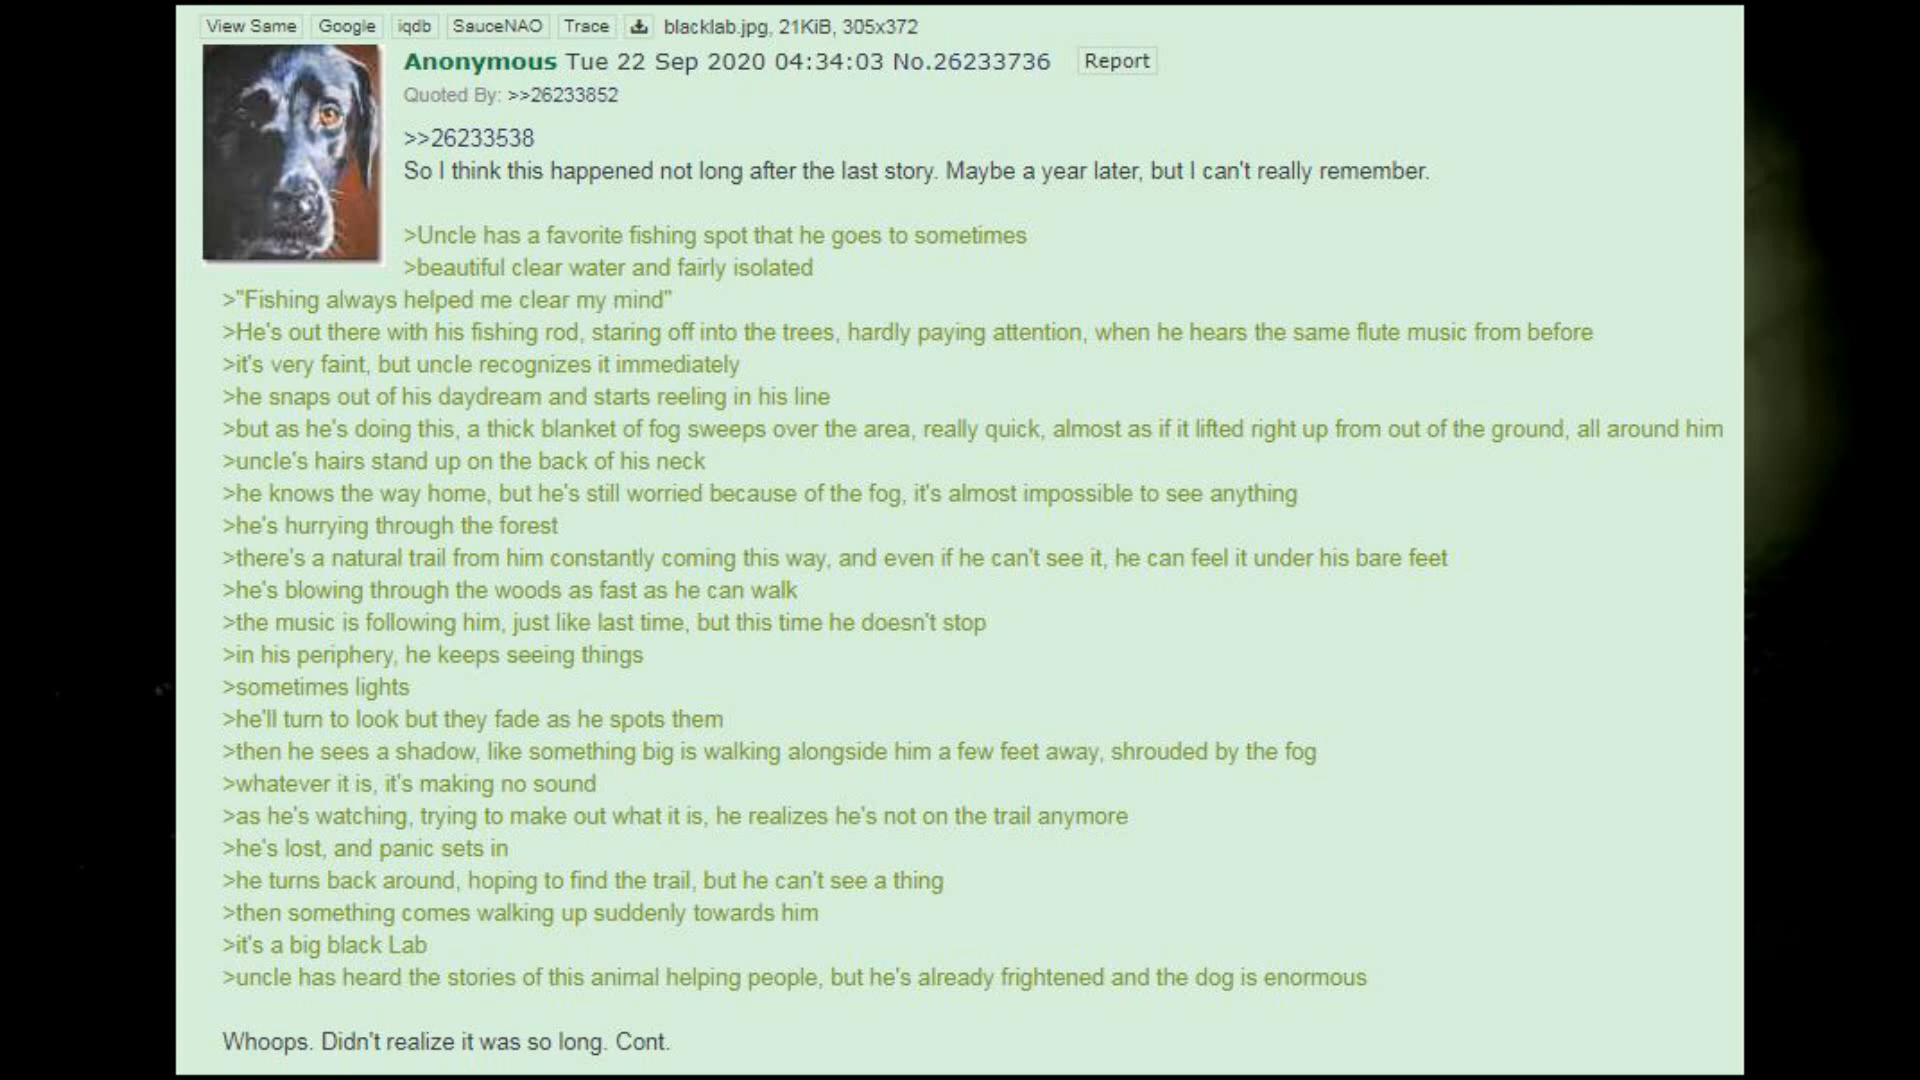 View Same Google iqdb SauceNAO Trace blacklab.jpg, 21KiB, 305x372
Anonymous Tue 22 Sep 2020 04:34:03 No.26233736 Report
Quoted By: >>26233852
>>26233538
So I think this happened not long after the last story. Maybe a year later, but I can't really remember.
>Uncle has a favorite fishing spot that he goes to sometimes
>beautiful clear water and fairly isolated
>"Fishing always helped me clear my mind"
>He's out there with his fishing rod, staring off into the trees, hardly paying attention, when he hears the same flute music from before
>it's very faint, but uncle recognizes it immediately
>he snaps out of his daydream and starts reeling in his line
>but as he's doing this, a thick blanket of fog sweeps over the area, really quick, almost as if it lifted right up from out of the ground, all around him
>uncle's hairs stand up on the back of his neck
>he knows the way home, but he's still worried because of the fog, it's almost impossible to see anything
>he's hurrying through the forest
>there's a natural trail from him constantly coming this way, and even if he can't see it, he can feel it under his bare feet
>he's blowing through the woods as fast as he can walk
>the music is following him, just like last time, but this time he doesn't stop
>in his periphery, he keeps seeing things
>sometimes lights
>he'll turn to look but they fade as he spots them
>then he sees a shadow, like something big is walking alongside him a few feet away, shrouded by the fog
>whatever it is, it's making no sound
>as he's watching, trying to make out what it is, he realizes he's not on the trail anymore
>he's lost, and panic sets in
>he turns back around, hoping to find the trail, but he can't see a thing
>then something comes walking up suddenly towards him
>it's a big black Lab
>uncle has heard the stories of this animal helping people, but he's already frightened and the dog is enormous
Whoops. Didn't realize it was so long. Cont.